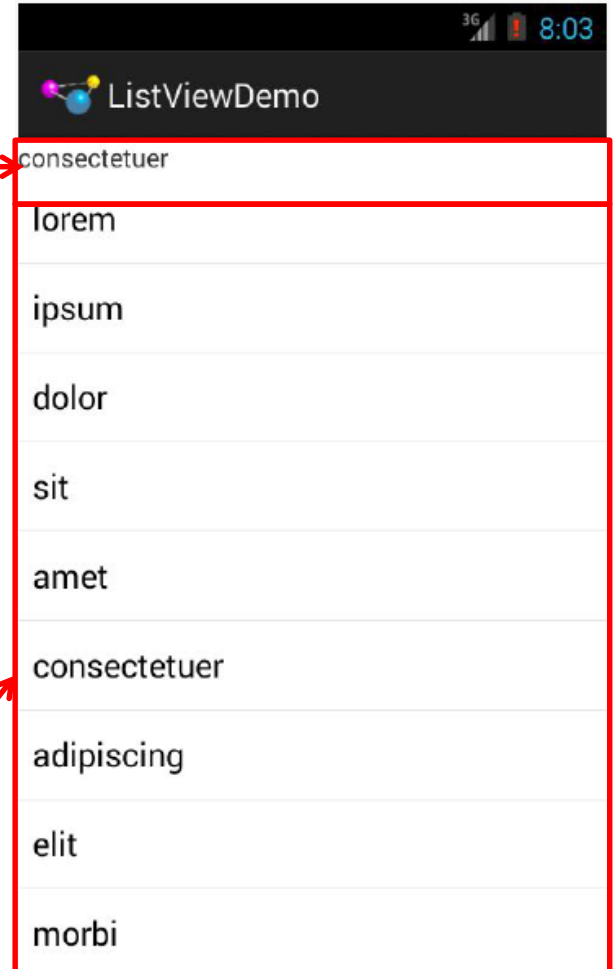 3G 8:03
ListViewDemo
consectetuer
lorem
ipsum
dolor
sit
amet
consectetuer
adipiscing
elit
morbi